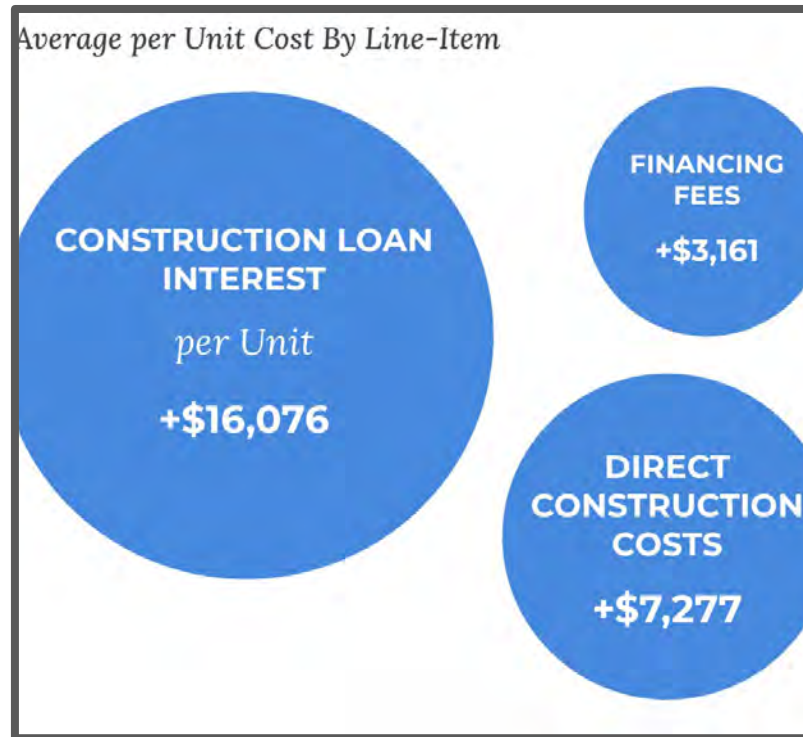 Average per Unit Cost By Line-Item
CONSTRUCTION LOAN
INTEREST
per Unit
+$16,076
FINANCING
FEES
+$3,161
DIRECT
CONSTRUCTION
COSTS
+$7,277